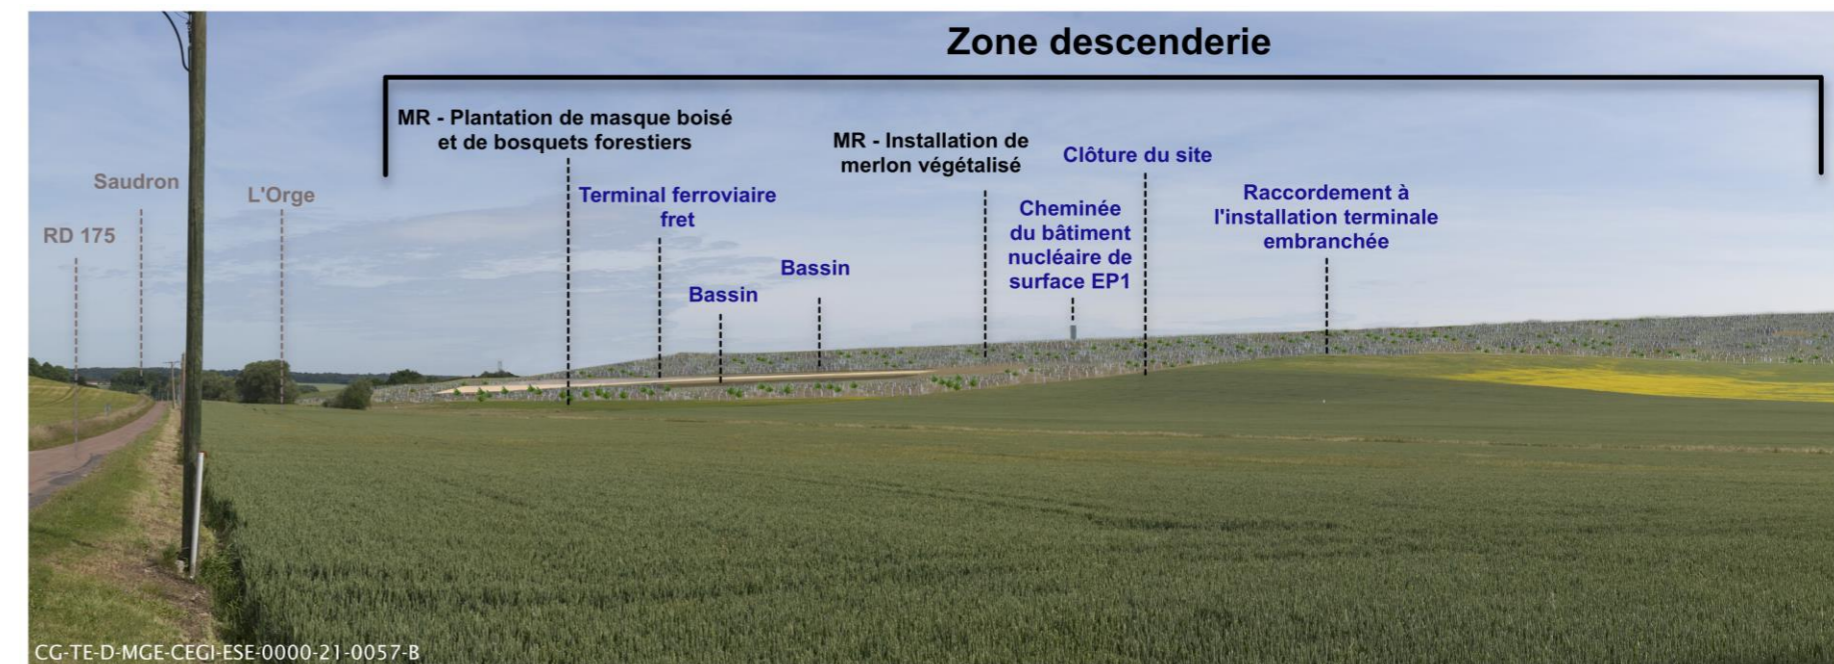 Zone descenderie
MR - Plantation de masque boisé
et de bosquets forestiers
MR - Installation de
merlon végétalisé
Clôture du site
Saudron
L'Orge
Terminal ferroviaire
fret
Raccordement à
l'installation terminale
embranchée
Cheminée
du bâtiment
nucléaire de
surface EP1
RD 175
Bassin
Bassin
CG-TE-D-MGE-CEGI-ESE-0000-21-0057-B